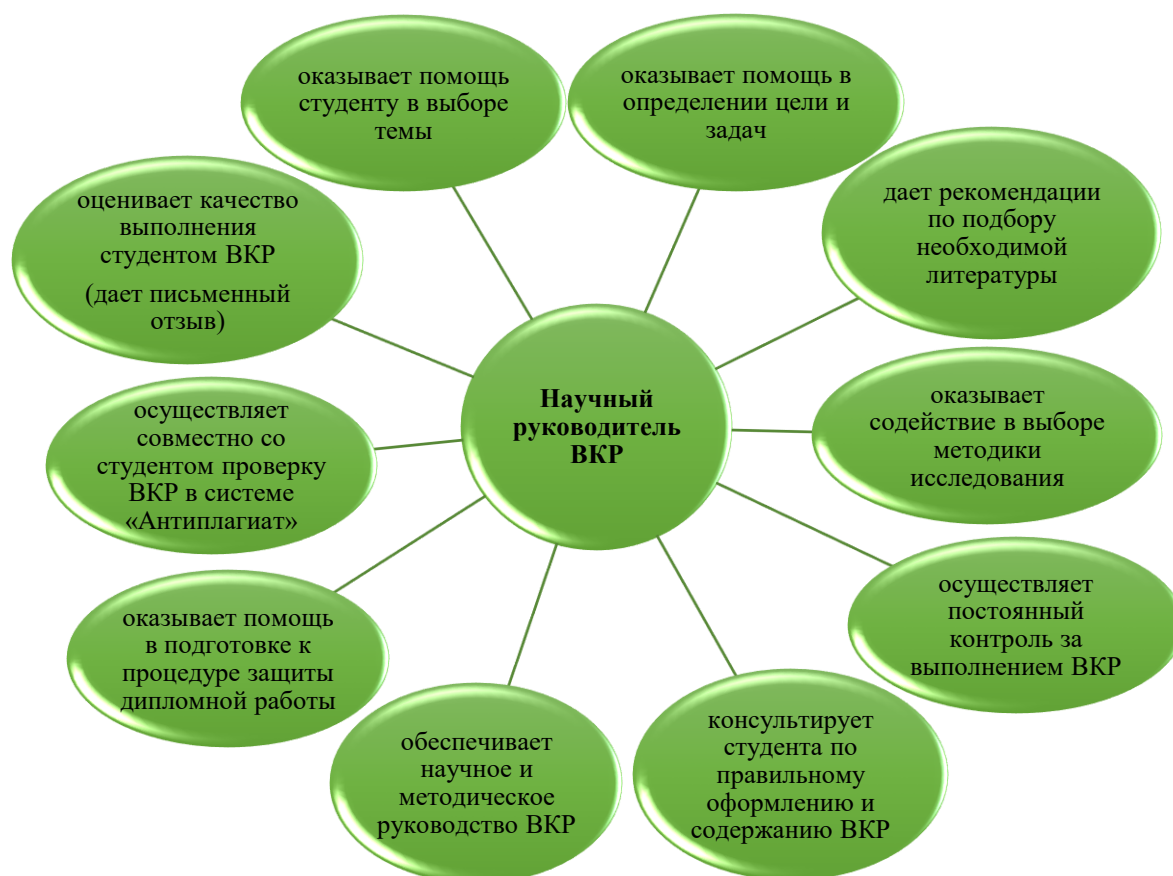 оказывает помощь
студенту в выборе
темы
оказывает помощь в
определении цели и
задач
дает рекомендации
по подбору
необходимой
литературы
оказывает
содействие в выборе
методики
исследования
осуществляет
постоянный
контроль за
выполнением ВКР
консультирует
студента по
правильному
оформлению и
содержанию ВКР
обеспечивает
научное и
методическое
руководство ВКР
оказывает помощь
в подготовке к
процедуре защиты
дипломной работы
осуществляет
совместно со
студентом проверку
ВКР в системе
«Антиплагиат»
оценивает качество
выполнения
студентом ВКР
(дает письменный
отзыв)
Научный
руководитель
ВКР